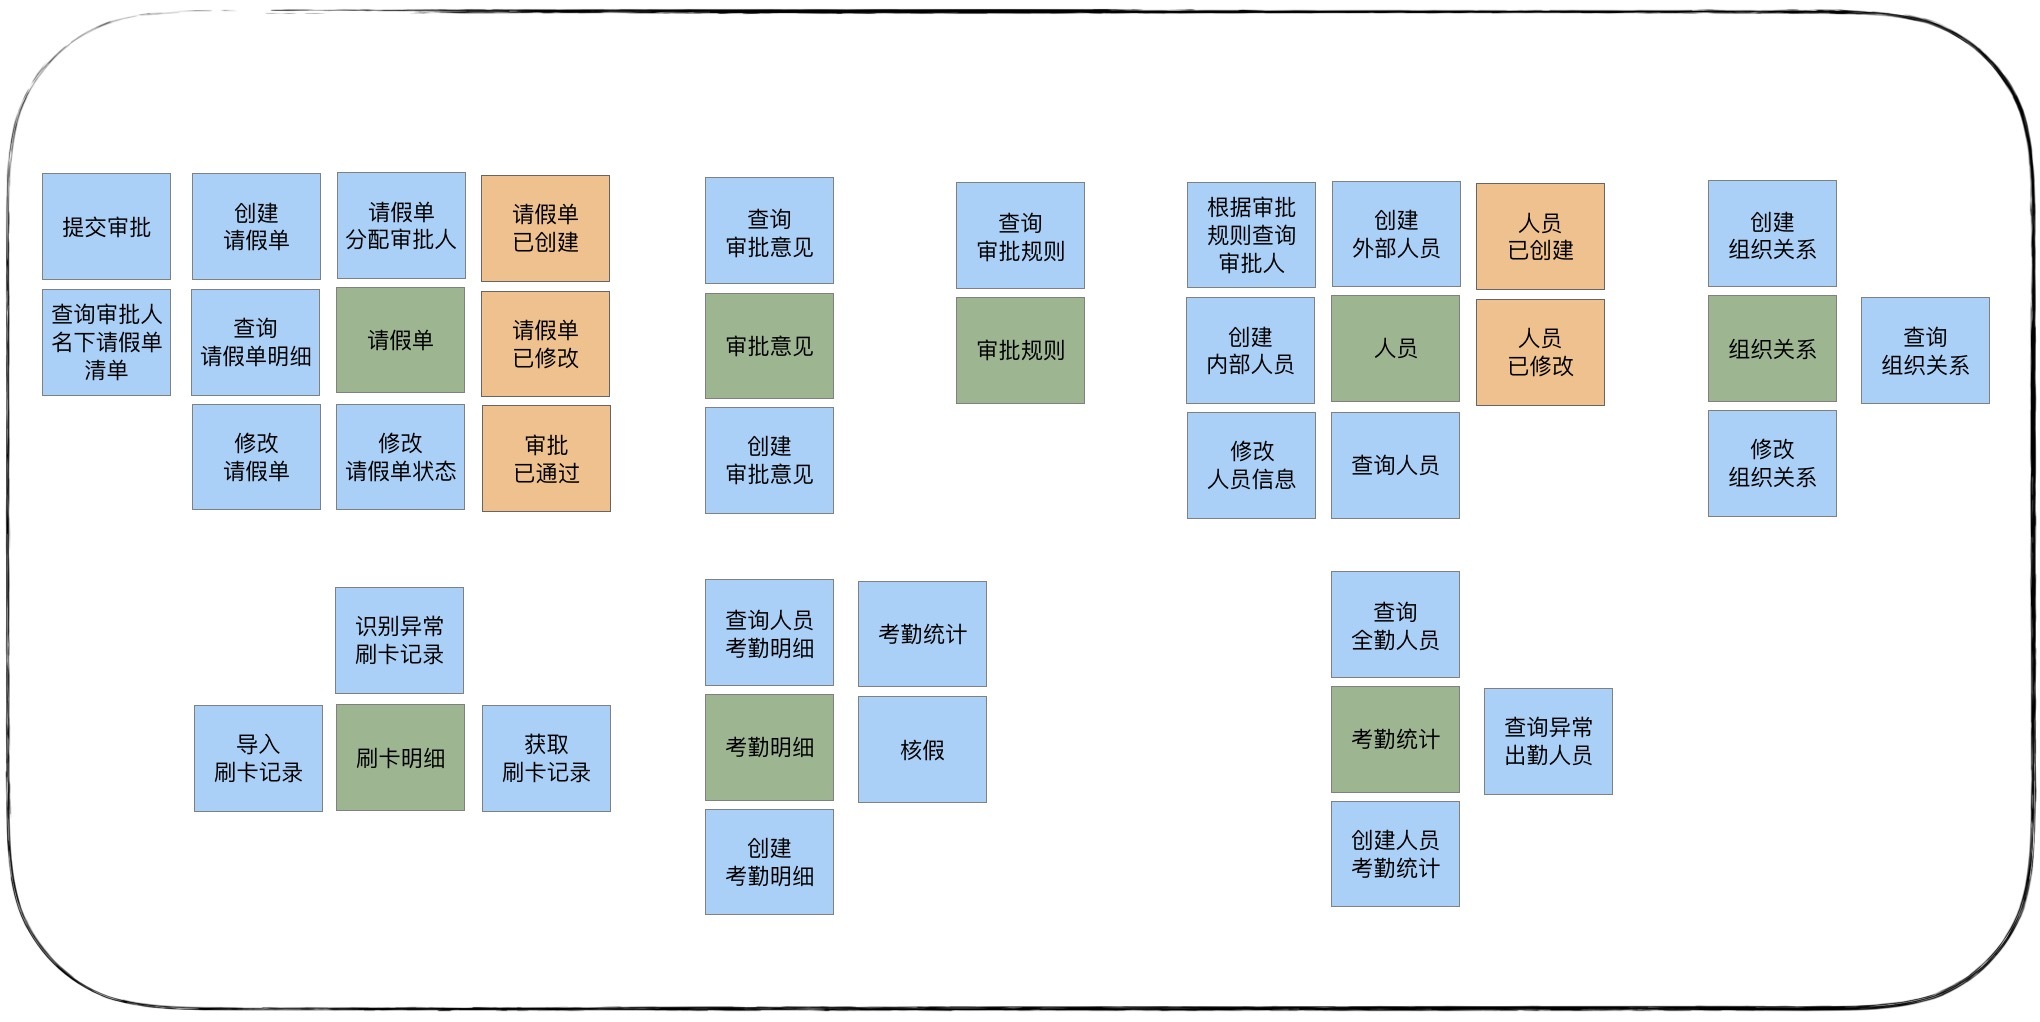 提交审批
创建
请假单
请假单
分配审批人
请假单
已创建
查询审批人
名下请假单
清单
查询
请假单明细
请假单
请假单
已修改
修改
请假单
修改
请假单状态
审批
已通过
查询
审批意见
审批意见
创建
审批意见
查询
审批规则
审批规则
根据审批
规则查询
审批人
创建
外部人员
人员
已创建
创建
内部人员
人员
人员
已修改
修改
人员信息
查询人员
创建
组织关系
组织关系
查询
组织关系
修改
组织关系
识别异常
刷卡记录
导入
刷卡记录
刷卡明细
获取
刷卡记录
查询人员
考勤明细
考勤统计
考勤明细
核假
创建
考勤明细
查询
全勤人员
考勤统计
查询异常
出勤人员
创建人员
考勤统计